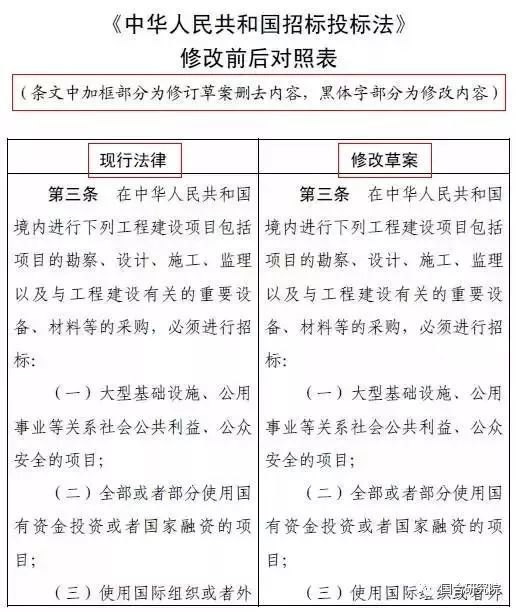 《中华人民共和国招标投标法》
修改前后对照表
（条文中加框部分为修订草案删去内容，黑体字部分为修改内容）
现行法律
第三条 在中华人民共和国
境内进行下列工程建设项目包括
项目的勘察、设计、施工、监理
以及与工程建设有关的重要设
备、材料等的采购，必须进行招
标：
（一）大型基础设施、公用
事业等关系社会公共利益、公众
安全的项目；
（二）全部或者部分使用国
有资金投资或者国家融资的项
目；
（三）使用国际组织或者外
修改草案
第三条 在中华人民共和国
境内进行下列工程建设项目包括
项目的勘察、设计、施工、监理
以及与工程建设有关的重要设
备、材料等的采购，必须进行招
标：
（一）大型基础设施、公用
事业等关系社会公共利益、公众
安全的项目；
（二）全部或者部分使用国
有资金投资或者国家融资的项
目；
（三）使用国际组织或者外